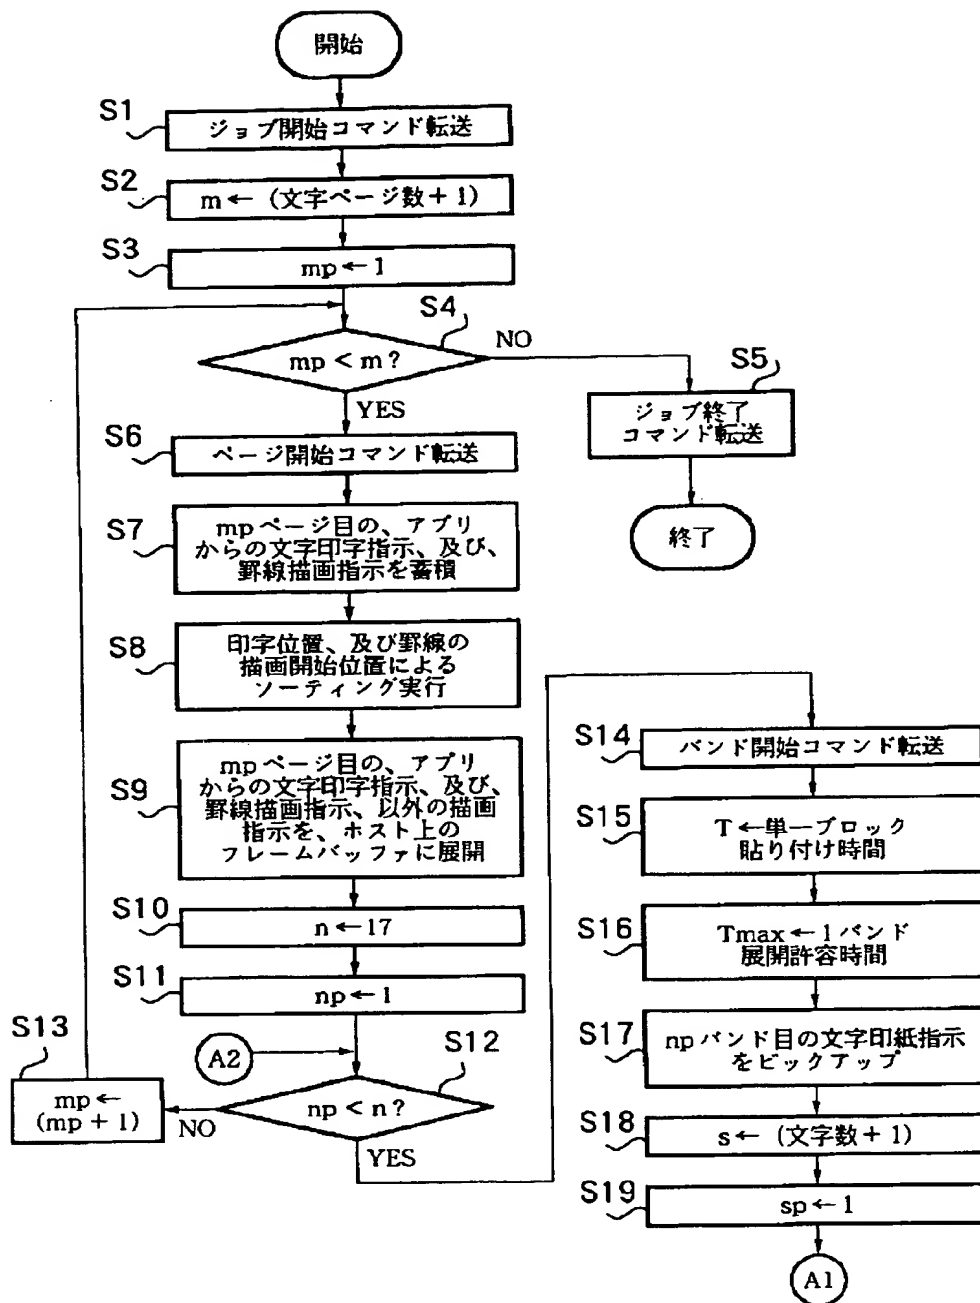 開始
S1
ジョブ開始コマンド転送
S2
m←(文字ページ数+1)
S3
mp←1
S4
mp<m?
NO
YES
S5
ジョブ終了
コマンド転送
終了
S6
ページ開始コマンド転送
S7
mpページ目の、アプリ
からの文字印字指示、及び、
罫線描画指示を蓄積
S8
印字位置、及び罫線の
描画開始位置による
ソーティング実行
S9
mpページ目の、アプリ
からの文字印字指示、及び、
罫線描画指示、以外の描画
指示を、ホスト上の
フレームバッファに展開
S10
n←17
S11
np←1
A2
S12
np<n?
NO
YES
S13
mp←
(mp+1)
S14
バンド開始コマンド転送
S15
T←単一ブロック
貼り付け時間
S16
Tmax←1バンド
展開許容時間
S17
npバンド目の文字印紙指示
をピックアップ
S18
s←(文字数+1)
S19
sp←1
A1